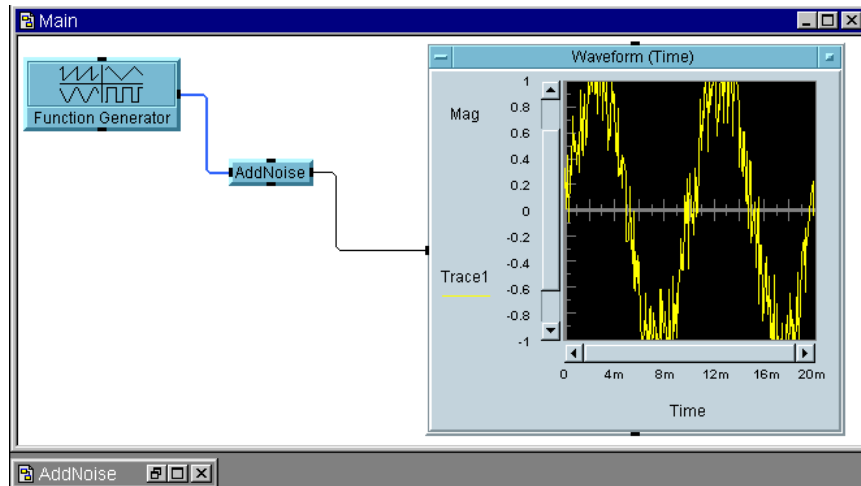 Main
Function Generator
AddNoise
Waveform (Time)
Mag
Trace1
1
0.8
0.6
0.4
0.2
0
-0.2
-0.4
-0.6
-0.8
-1
0 4m 8m 12m 16m 20m
Time
AddNoise